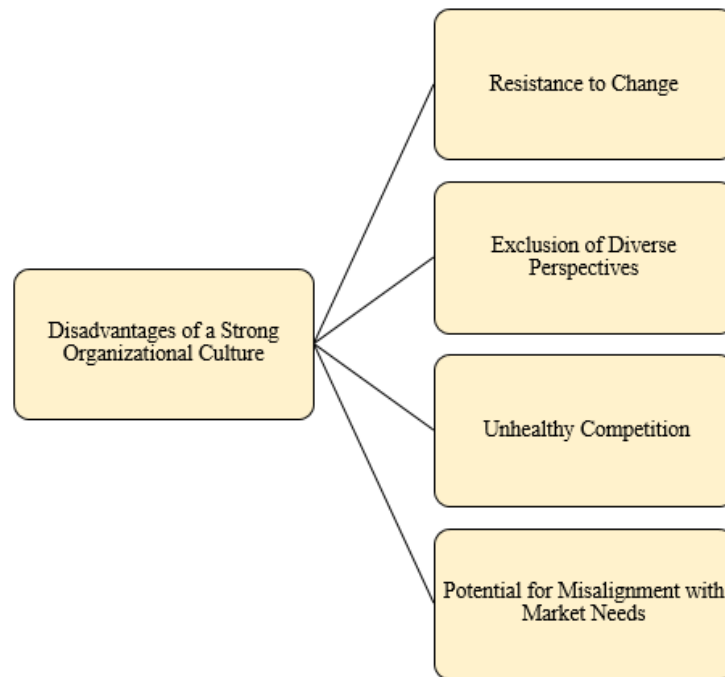 Resistance to Change
Exclusion of Diverse
Perspectives
Disadvantages of a Strong
Organizational Culture
Unhealthy Competition
Potential for Misalignment with
Market Needs